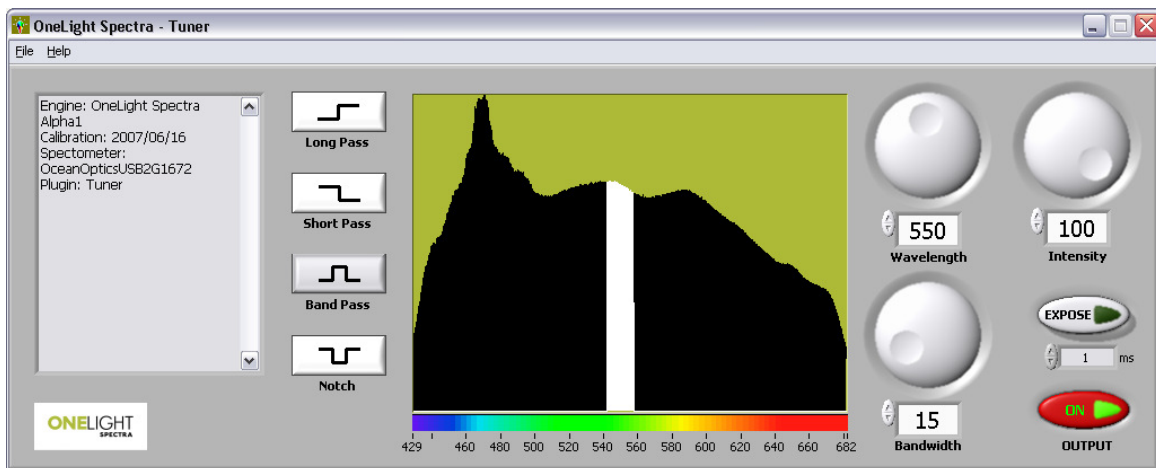 OneLight Spectra - Tuner
File Help
Engine: OneLight Spectra
Alpha1
Calibration: 2007/06/16
Spectometer:
OceanOpticsUSB2G1672
Plugin: Tuner
ONELIGHT
SPECTRA
Long Pass
Short Pass
Band Pass
Notch
429 460 480 500 520 540 560 580 600 620 640 660 682
550
Wavelength
100
Intensity
15
Bandwidth
EXPOSE
1 ms
ON
OUTPUT